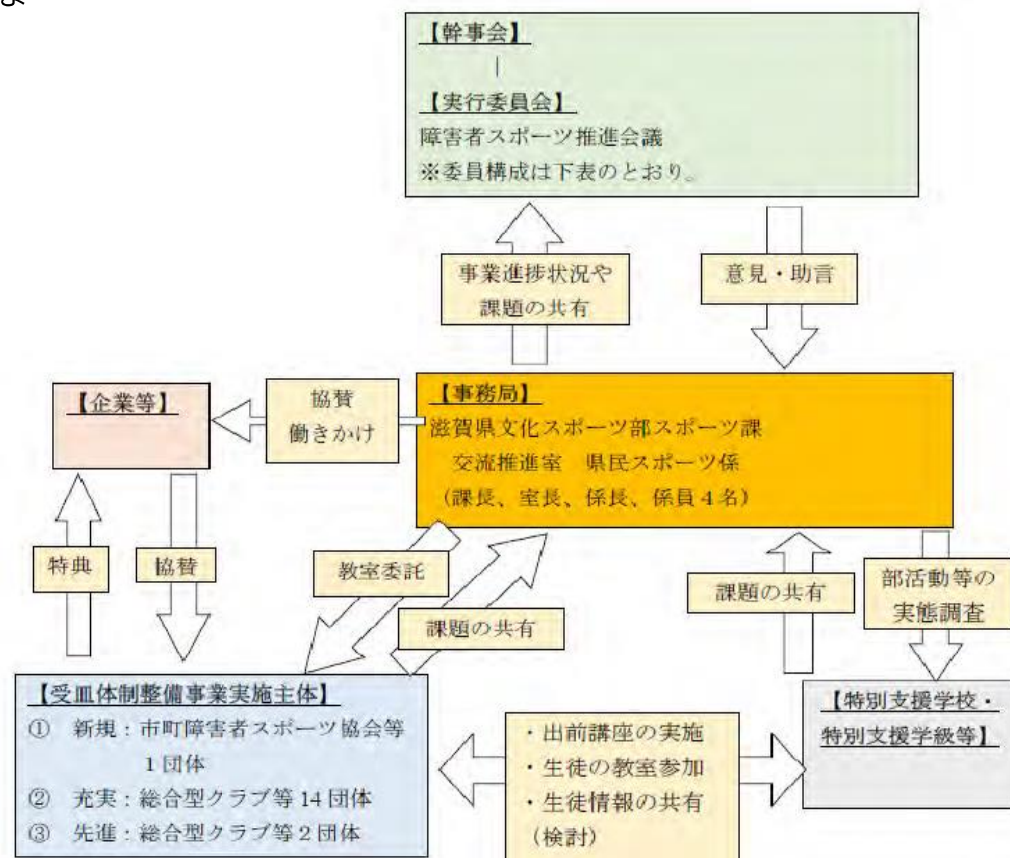 【幹事会】
|
【実行委員会】
障害者スポーツ推進会議
※委員構成は下表のとおり。
事業進捗状況や
課題の共有
意見・助言
【企業等】
協賛
働きかけ
【事務局】
滋賀県文化スポーツ部スポーツ課
交流推進室 県民スポーツ係
(課長、室長、係長、係員4名)
特典
協賛
教室委託
課題の共有
課題の共有
部活動等の
実態調査
【受皿体制整備事業実施主体】
① 新規:市町障害者スポーツ協会等
1団体
② 充実:総合型クラブ等14団体
③ 先進:総合型クラブ等2団体
・出前講座の実施
・生徒の教室参加
・生徒情報の共有
(検討)
【特別支援学校・
特別支援学級等】